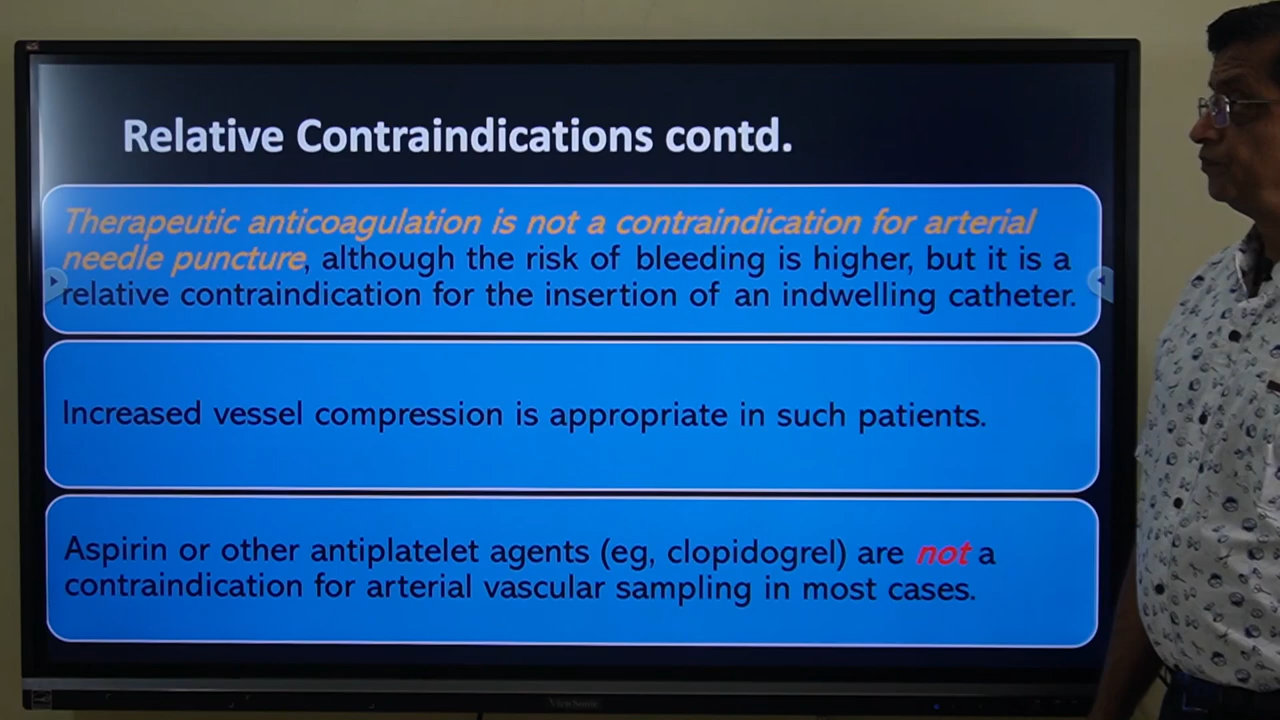 Relative Contraindications contd.
Therapeutic anticoagulation is not a contraindication for arterial
needle puncture, although the risk of bleeding is higher, but it is a
relative contraindication for the insertion of an indwelling catheter.
Increased vessel compression is appropriate in such patients.
Aspirin or other antiplatelet agents (eg, clopidogrel) are not a
contraindication for arterial vascular sampling in most cases.
ViewSonic